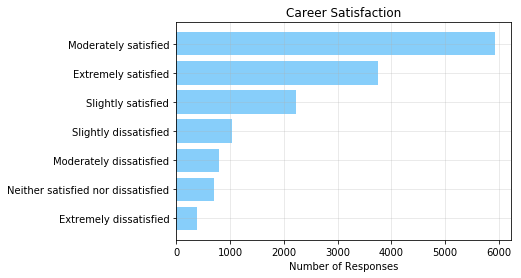 Career Satisfaction
Moderately satisfied
Extremely satisfied
Slightly satisfied
Slightly dissatisfied
Moderately dissatisfied
Neither satisfied nor dissatisfied
Extremely dissatisfied
0 1000 2000 3000 4000 5000 6000
Number of Responses